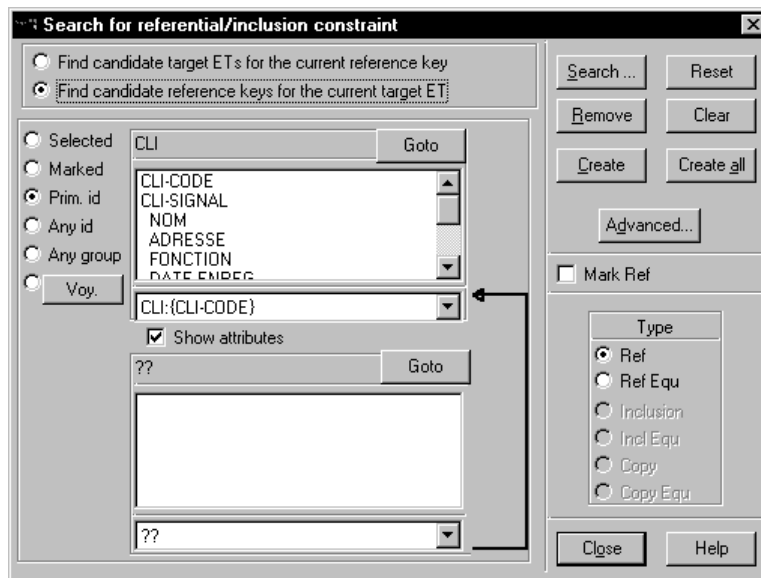 Search for referential/inclusion constraint
Find candidate target ETs for the current reference key
Find candidate reference keys for the current target ET
Search ...
Reset
Remove
Clear
Create
Create all
Advanced...
Selected
Marked
Prim. id
Any id
Any group
Voy.
CLI
Goto
CLI-CODE
CLI-SIGNAL
NOM
ADRESSE
FONCTION
DATE ENREG
CLI:{CLI-CODE}
Show attributes
??
Goto
??
Mark Ref
Type
Ref
Ref Equ
Inclusion
Incl Equ
Copy
Copy Equ
Close
Help